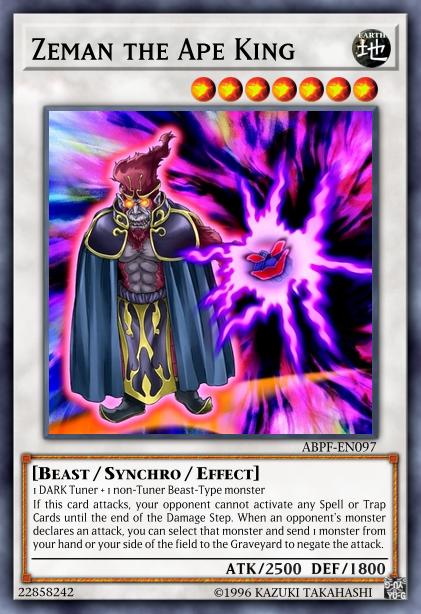 Zeman the Ape King
EARTH
地
ABPF-EN097
[Beast / Synchro / Effect]
1 DARK Tuner + 1 non-Tuner Beast-Type monster
If this card attacks, your opponent cannot activate any Spell or Trap
Cards until the end of the Damage Step. When an opponent's monster
declares an attack, you can select that monster and send 1 monster from
your hand or your side of the field to the Graveyard to negate the attack.
ATK/2500 DEF/1800
22858242
©1996 KAZUKI TAKAHASHI